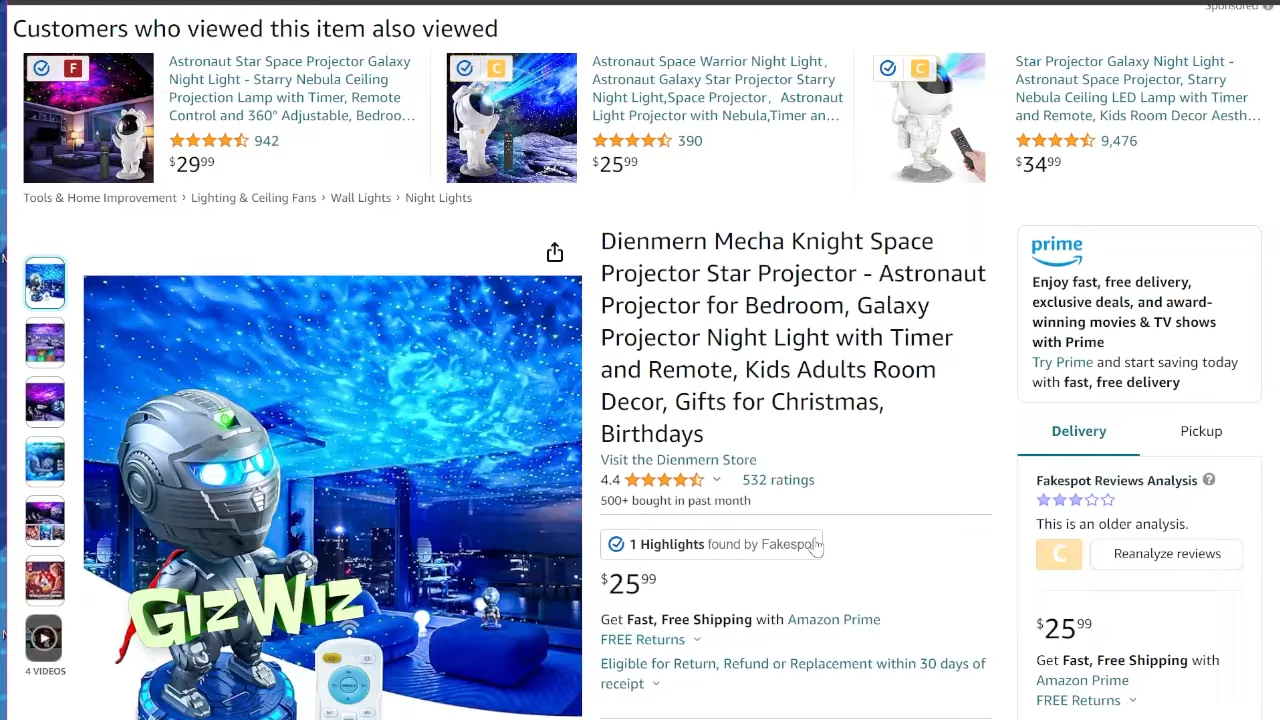 Sponsored
Customers who viewed this item also viewed
F
Astronaut Star Space Projector Galaxy
Night Light - Starry Nebula Ceiling
Projection Lamp with Timer, Remote
Control and 360° Adjustable, Bedroo…
942
$29⁹⁹
C
Astronaut Space Warrior Night Light,
Astronaut Galaxy Star Projector Starry
Night Light,Space Projector, Astronaut
Light Projector with Nebula,Timer an…
390
$25⁹⁹
C
Star Projector Galaxy Night Light -
Astronaut Space Projector, Starry
Nebula Ceiling LED Lamp with Timer
and Remote, Kids Room Decor Aesth…
9,476
$34⁹⁹
Tools & Home Improvement › Lighting & Ceiling Fans › Wall Lights › Night Lights
4 VIDEOS
GizWiz
Dienmern Mecha Knight Space
Projector Star Projector - Astronaut
Projector for Bedroom, Galaxy
Projector Night Light with Timer
and Remote, Kids Adults Room
Decor, Gifts for Christmas,
Birthdays
Visit the Dienmern Store
4.4 532 ratings
500+ bought in past month
1 Highlights found by Fakespot
$25⁹⁹
Get Fast, Free Shipping with Amazon Prime
FREE Returns
Eligible for Return, Refund or Replacement within 30 days of
receipt
prime
Enjoy fast, free delivery,
exclusive deals, and award-
winning movies & TV shows
with Prime
Try Prime and start saving today
with fast, free delivery
Delivery Pickup
Fakespot Reviews Analysis ?
This is an older analysis.
C Reanalyze reviews
$25⁹⁹
Get Fast, Free Shipping with
Amazon Prime
FREE Returns